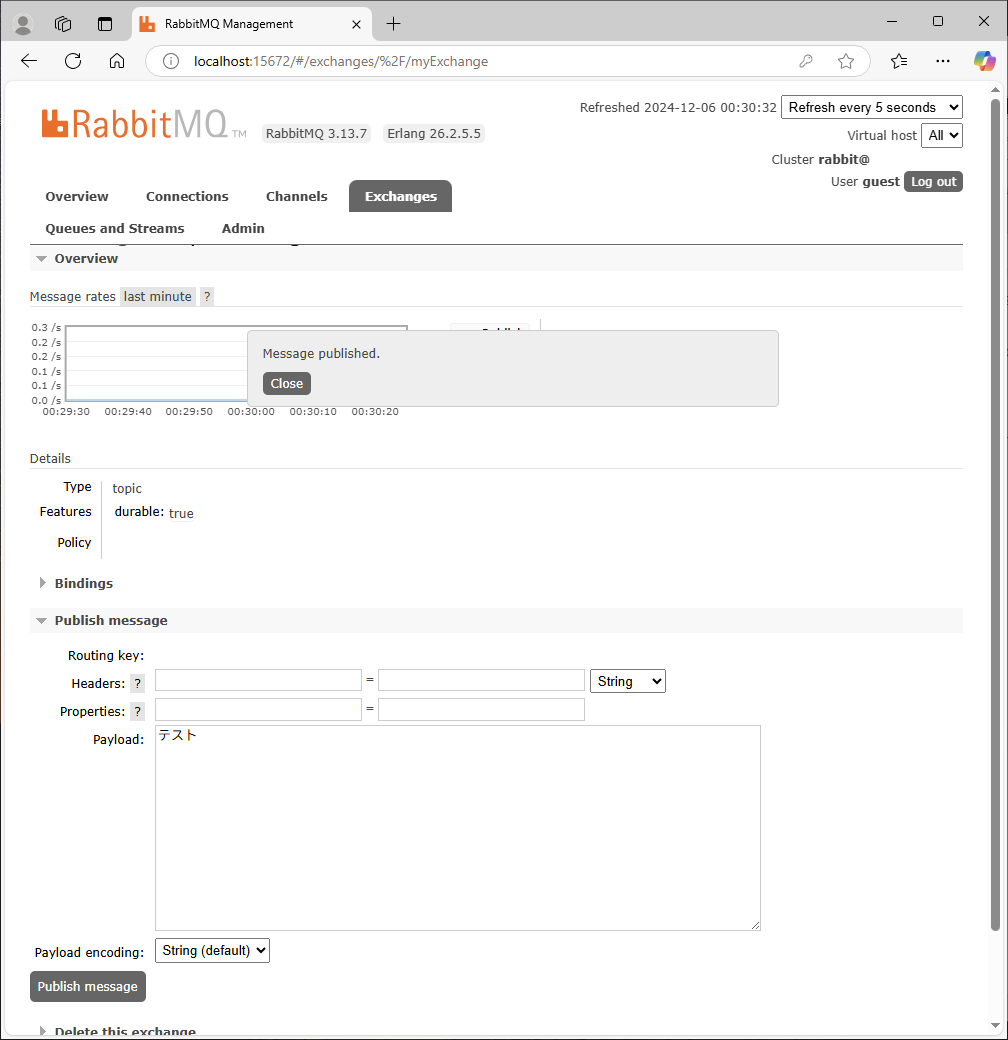 RabbitMQ Management
localhost:15672/#/exchanges/%2F/myExchange
Refreshed 2024-12-06 00:30:32 Refresh every 5 seconds
RabbitMQ TM RabbitMQ 3.13.7 Erlang 26.2.5.5
Virtual host All
Cluster rabbit@
User guest Log out
Overview Connections Channels Exchanges
Queues and Streams Admin
Overview
Message rates last minute ?
0.3 /s
0.2 /s
0.2 /s
0.1 /s
0.1 /s
0.0 /s
00:29:30 00:29:40 00:29:50 00:30:00 00:30:10 00:30:20
Message published.
Close
Details
Type topic
Features durable: true
Policy
Bindings
Publish message
Routing key:
Headers: ? = String
Properties: ? =
Payload: テスト
Payload encoding: String (default)
Publish message
Delete this exchange